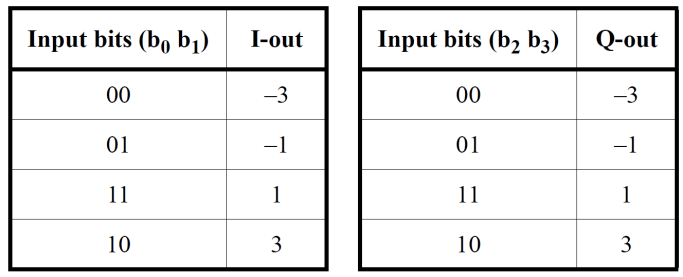 Input bits (b0 b1) I-out Input bits (b2 b3) Q-out
00 –3 00 –3
01 –1 01 –1
11 1 11 1
10 3 10 3